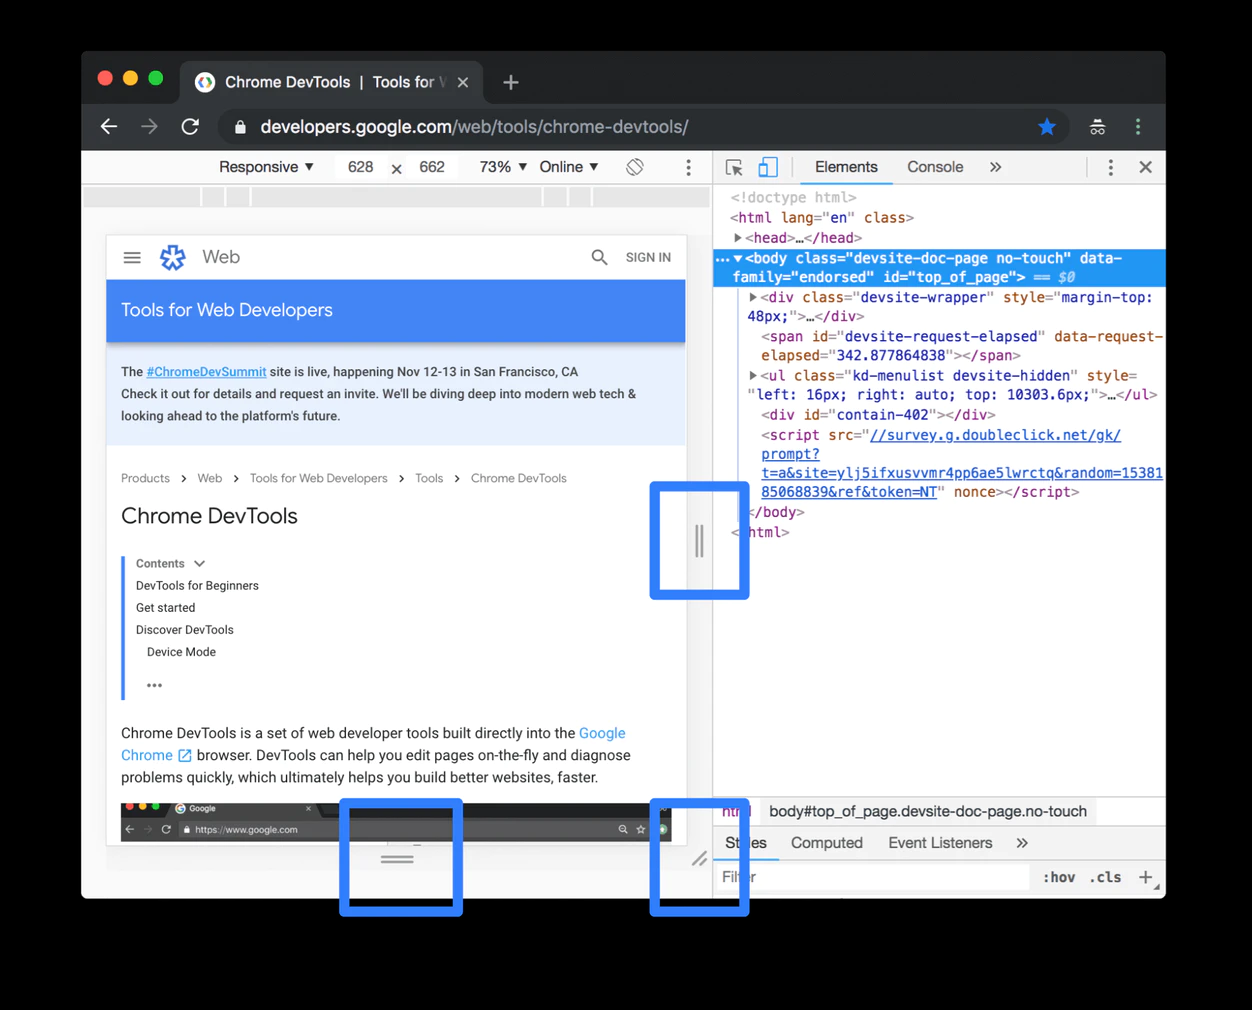 Chrome DevTools | Tools for
developers.google.com/web/tools/chrome-devtools/
Responsive ▼ 628 × 662 73% ▼ Online ▼
Elements Console »
<!doctype html>
<html lang="en" class>
▶<head>…</head>
…▼<body class="devsite-doc-page no-touch" data-
family="endorsed" id="top_of_page"> == $0
▶<div class="devsite-wrapper" style="margin-top:
48px;">…</div>
<span id="devsite-request-elapsed" data-request-
elapsed="342.877864838"></span>
▶<ul class="kd-menulist devsite-hidden" style=
"left: 16px; right: auto; top: 10303.6px;">…</ul>
<div id="contain-402"></div>
<script src="//survey.g.doubleclick.net/gk/
prompt?
t=a&site=ylj5ifxusvvmr4pp6ae5lwrctq&random=15381
85068839&ref&token=NT" nonce></script>
</body>
html>
html body#top_of_page.devsite-doc-page.no-touch
Styles Computed Event Listeners »
Filter :hov .cls +
Web SIGN IN
Tools for Web Developers
The #ChromeDevSummit site is live, happening Nov 12-13 in San Francisco, CA
Check it out for details and request an invite. We'll be diving deep into modern web tech &
looking ahead to the platform's future.
Products > Web > Tools for Web Developers > Tools > Chrome DevTools
Chrome DevTools
Contents
DevTools for Beginners
Get started
Discover DevTools
Device Mode
•••
Chrome DevTools is a set of web developer tools built directly into the Google
Chrome browser. DevTools can help you edit pages on-the-fly and diagnose
problems quickly, which ultimately helps you build better websites, faster.
Google
https://www.google.com